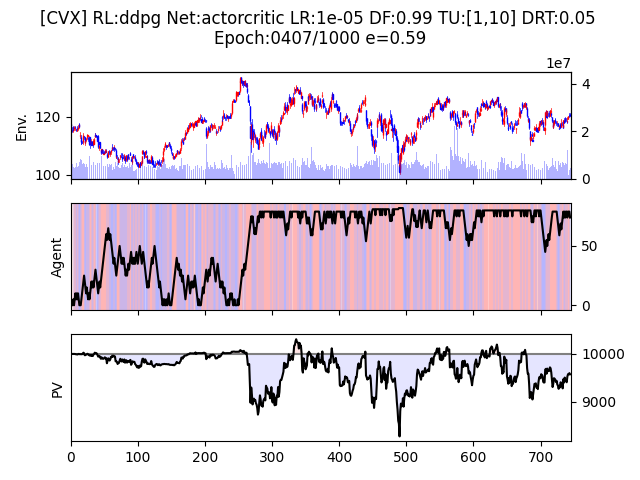 [CVX] RL:ddpg Net:actorcritic LR:1e-05 DF:0.99 TU:[1,10] DRT:0.05
Epoch:0407/1000 e=0.59
1e7
Env.
120
100
4
2
0
Agent
50
0
PV
10000
9000
0 100 200 300 400 500 600 700